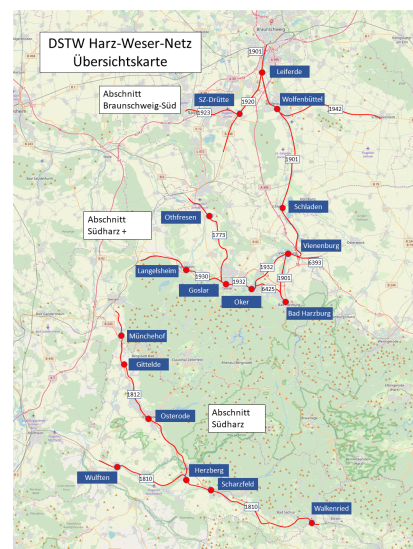 DSTW Harz-Weser-Netz
Übersichtskarte
Braunschweig
1901
Leiferde
Abschnitt
Braunschweig-Süd
SZ-Drütte
1920
Wolfenbüttel
1923
1942
1901
Othfresen
Schladen
Abschnitt
Südharz +
1773
Vienenburg
1932
6393
Langelsheim
1930
1932
1901
6425
Goslar
Oker
Bad Harzburg
Münchehof
Gittelde
1812
Osterode
Abschnitt
Südharz
Wulften
1810
Herzberg
Scharzfeld
1810
Walkenried